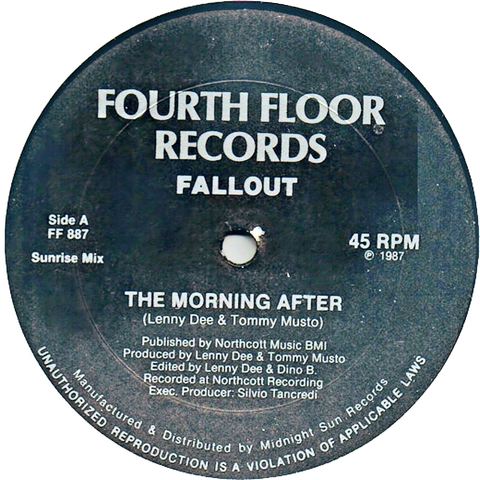 FOURTH FLOOR
RECORDS
FALLOUT
Side A
FF 887
Sunrise Mix
45 RPM
℗ 1987
THE MORNING AFTER
(Lenny Dee & Tommy Musto)
Published by Northcott Music BMI
Produced by Lenny Dee & Tommy Musto
Edited by Lenny Dee & Dino B.
Recorded at Northcott Recording
Exec. Producer: Silvio Tancredi
Manufactured & Distributed by Midnight Sun Records
UNAUTHORIZED REPRODUCTION IS A VIOLATION OF APPLICABLE LAWS